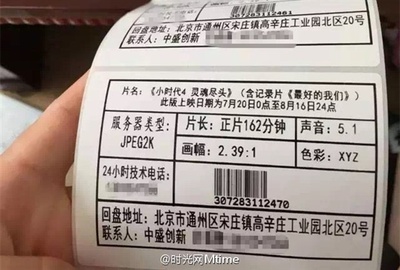 307283112461
回盘地址：北京市通州区宋庄镇高辛庄工业园北区20号
联系人：中盛创新
片名：《小时代4 灵魂尽头》（含记录片《最好的我们》）
此版上映日期为7月20日0点至8月16日24点
服务器类型： 片长：正片162分钟 声音：5.1
JPEG2K 画幅：2.39:1 色彩：XYZ
24小时技术电话：
307283112470
回盘地址：北京市通州区宋庄镇高辛庄工业园北区20号
联系人：中盛创新
@时光网Mtime